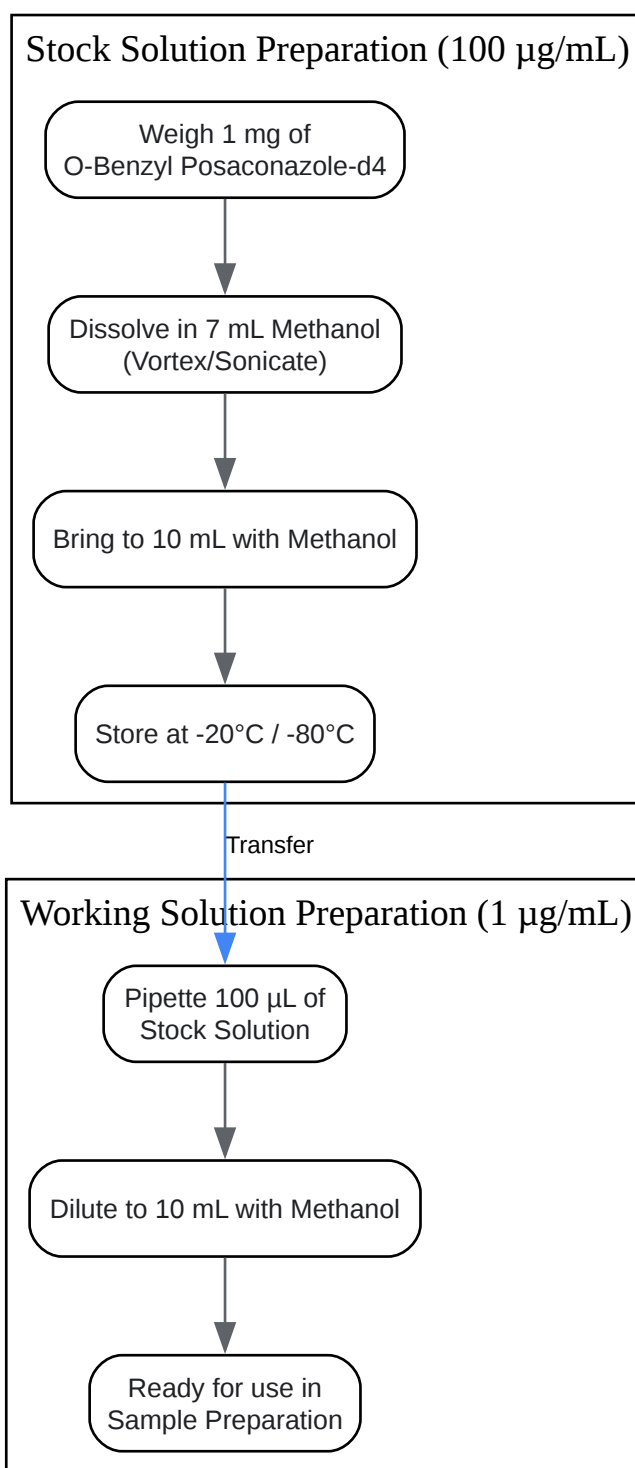 Stock Solution Preparation (100 µg/mL)
Weigh 1 mg of
O-Benzyl Posaconazole-d4
Dissolve in 7 mL Methanol
(Vortex/Sonicate)
Bring to 10 mL with Methanol
Store at -20°C / -80°C
Transfer
Working Solution Preparation (1 µg/mL)
Pipette 100 µL of
Stock Solution
Dilute to 10 mL with Methanol
Ready for use in
Sample Preparation